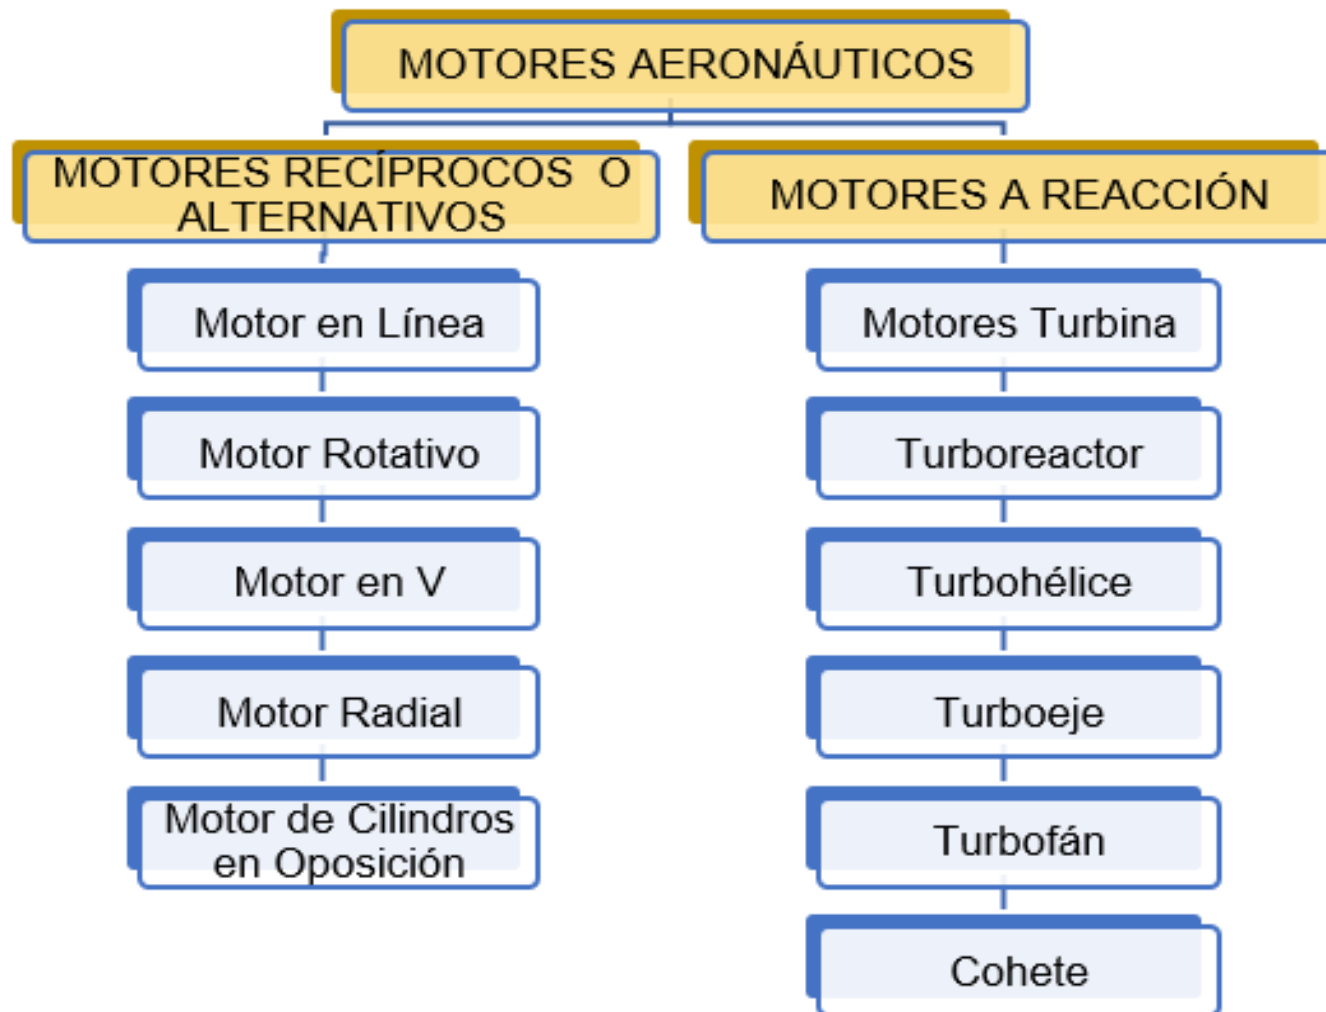 MOTORES AERONÁUTICOS
MOTORES RECÍPROCOS O
ALTERNATIVOS
Motor en Línea
Motor Rotativo
Motor en V
Motor Radial
Motor de Cilindros
en Oposición
MOTORES A REACCIÓN
Motores Turbina
Turboreactor
Turbohélice
Turboeje
Turbofán
Cohete